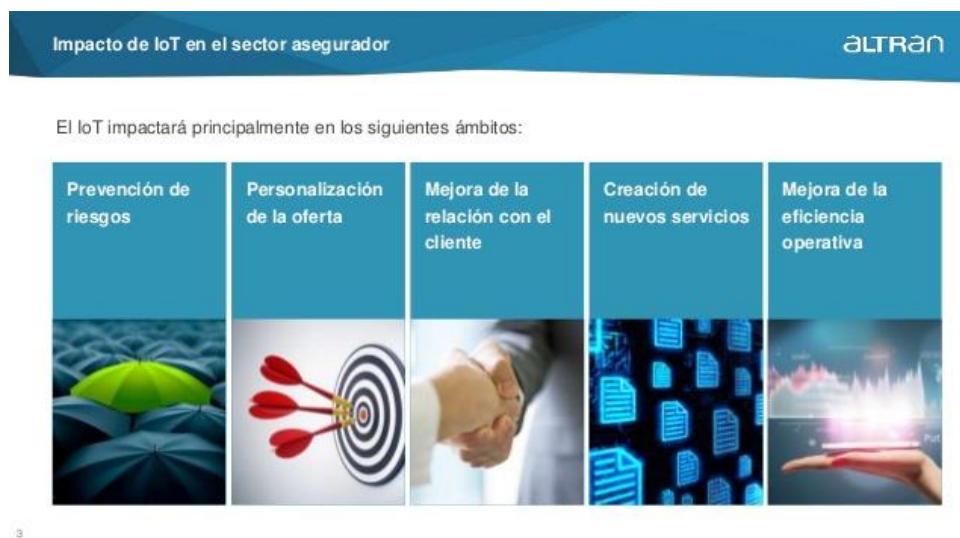 Impacto de IoT en el sector asegurador
altran
El IoT impactará principalmente en los siguientes ámbitos:
Prevención de
riesgos
Personalización
de la oferta
Mejora de la
relación con el
cliente
Creación de
nuevos servicios
Mejora de la
eficiencia
operativa
Put
3